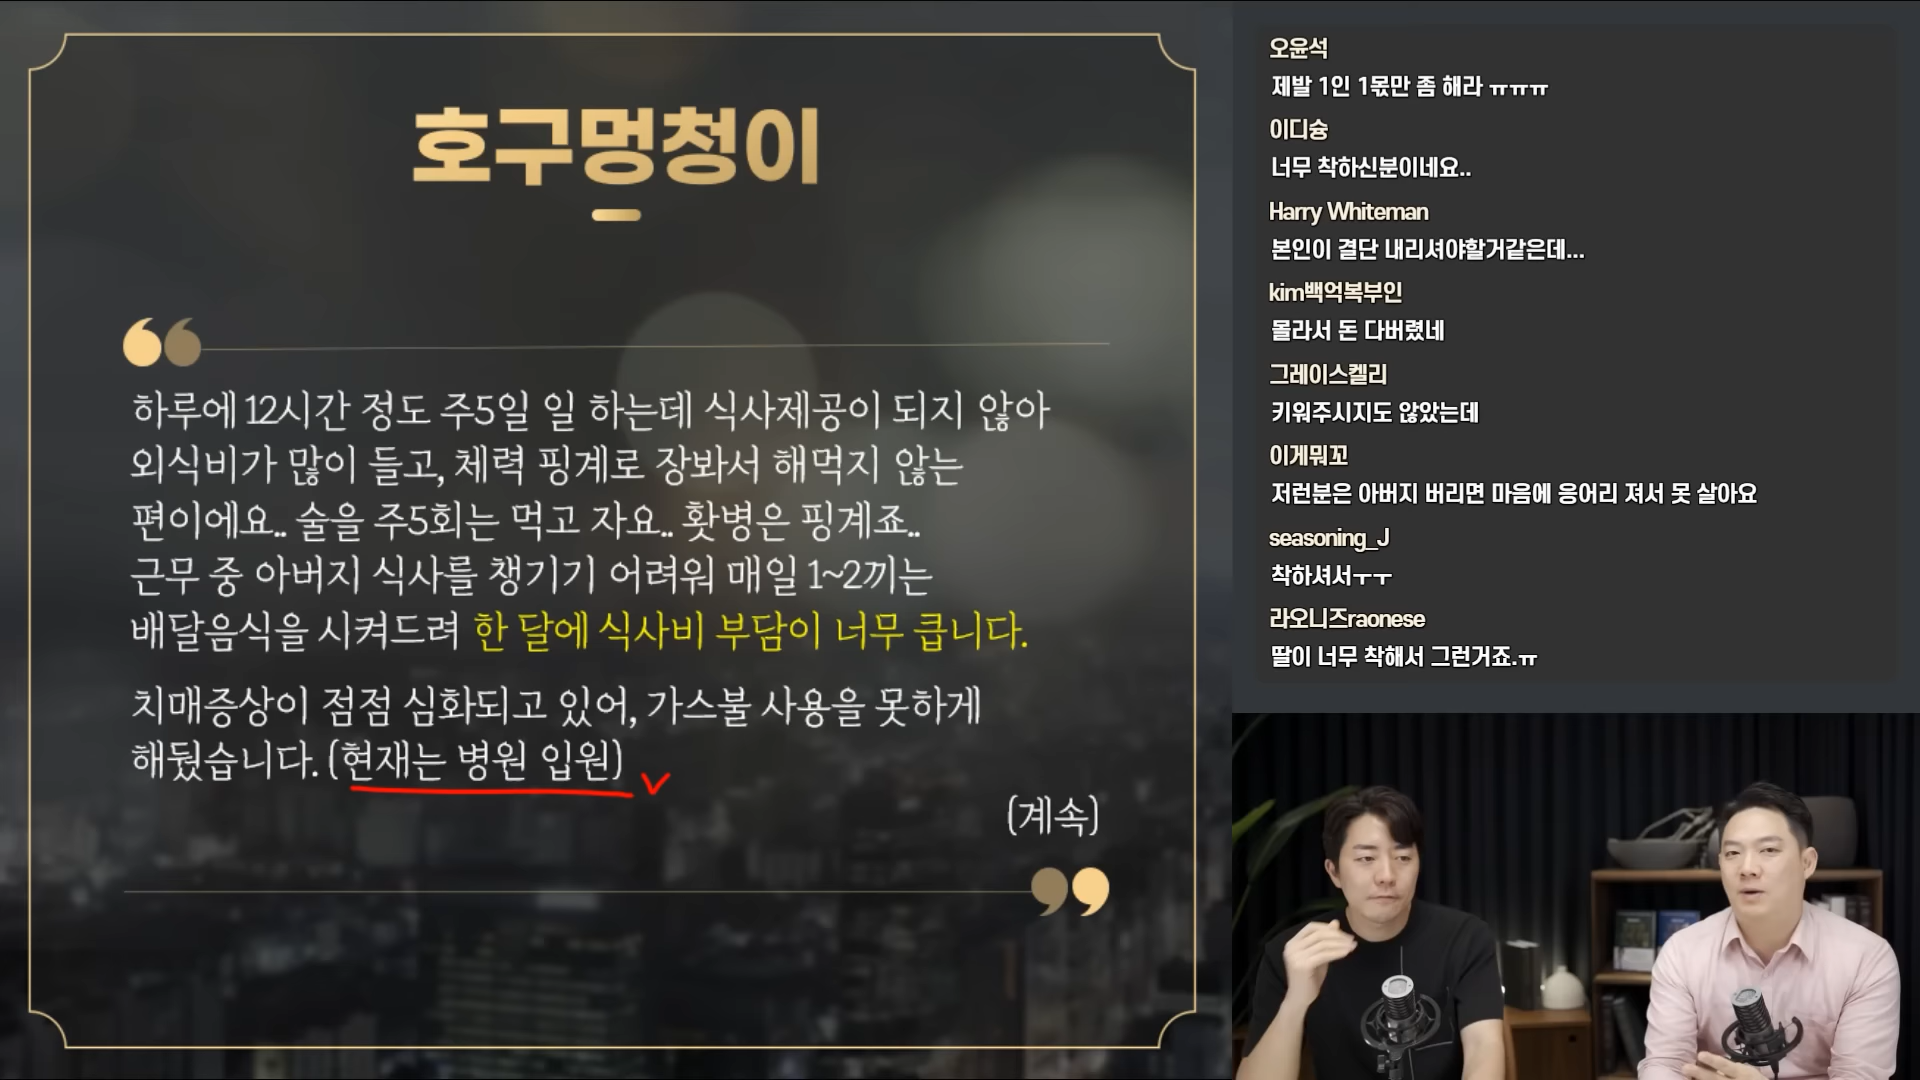 호구멍청이
하루에 12시간 정도 주5일 일 하는데 식사제공이 되지 않아
외식비가 많이 들고, 체력 핑계로 장봐서 해먹지 않는
편이에요.. 술을 주5회는 먹고 자요.. 홧병은 핑계죠..
근무 중 아버지 식사를 챙기기 어려워 매일 1~2끼는
배달음식을 시켜드려 한 달에 식사비 부담이 너무 큽니다.
치매증상이 점점 심화되고 있어, 가스불 사용을 못하게
해뒀습니다. (현재는 병원 입원)
(계속)
오윤석
제발 1인 1몫만 좀 해라 ㅠㅠㅠ
이디슝
너무 착하신분이네요..
Harry Whiteman
본인이 결단 내리셔야할거같은데...
kim백억복부인
몰라서 돈 다버렸네
그레이스켈리
키워주시지도 않았는데
이게뭐꼬
저런분은 아버지 버리면 마음에 응어리 져서 못 살아요
seasoning_J
착하셔서ㅜㅜ
라오니즈raonese
딸이 너무 착해서 그런거죠.ㅠ